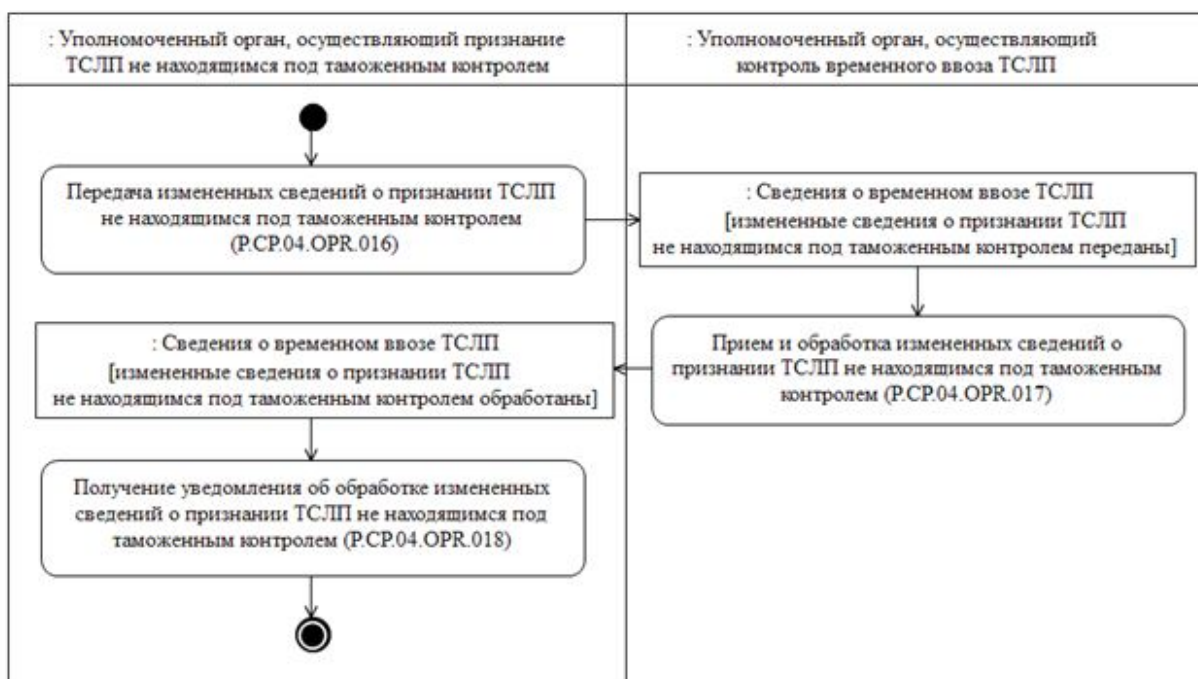 : Уполномоченный орган, осуществляющий признание
ТСЛП не находящимся под таможенным контролем
: Уполномоченный орган, осуществляющий
контроль временного ввоза ТСЛП
Передача измененных сведений о признании ТСЛП
не находящимся под таможенным контролем
(P.CP.04.OPR.016)
: Сведения о временном ввозе ТСЛП
[измененные сведения о признании ТСЛП
не находящимся под таможенным контролем переданы]
Прием и обработка измененных сведений о
признании ТСЛП не находящимся под таможенным
контролем (P.CP.04.OPR.017)
: Сведения о временном ввозе ТСЛП
[измененные сведения о признании ТСЛП
не находящимся под таможенным контролем обработаны]
Получение уведомления об обработке измененных
сведений о признании ТСЛП не находящимся под
таможенным контролем (P.CP.04.OPR.018)